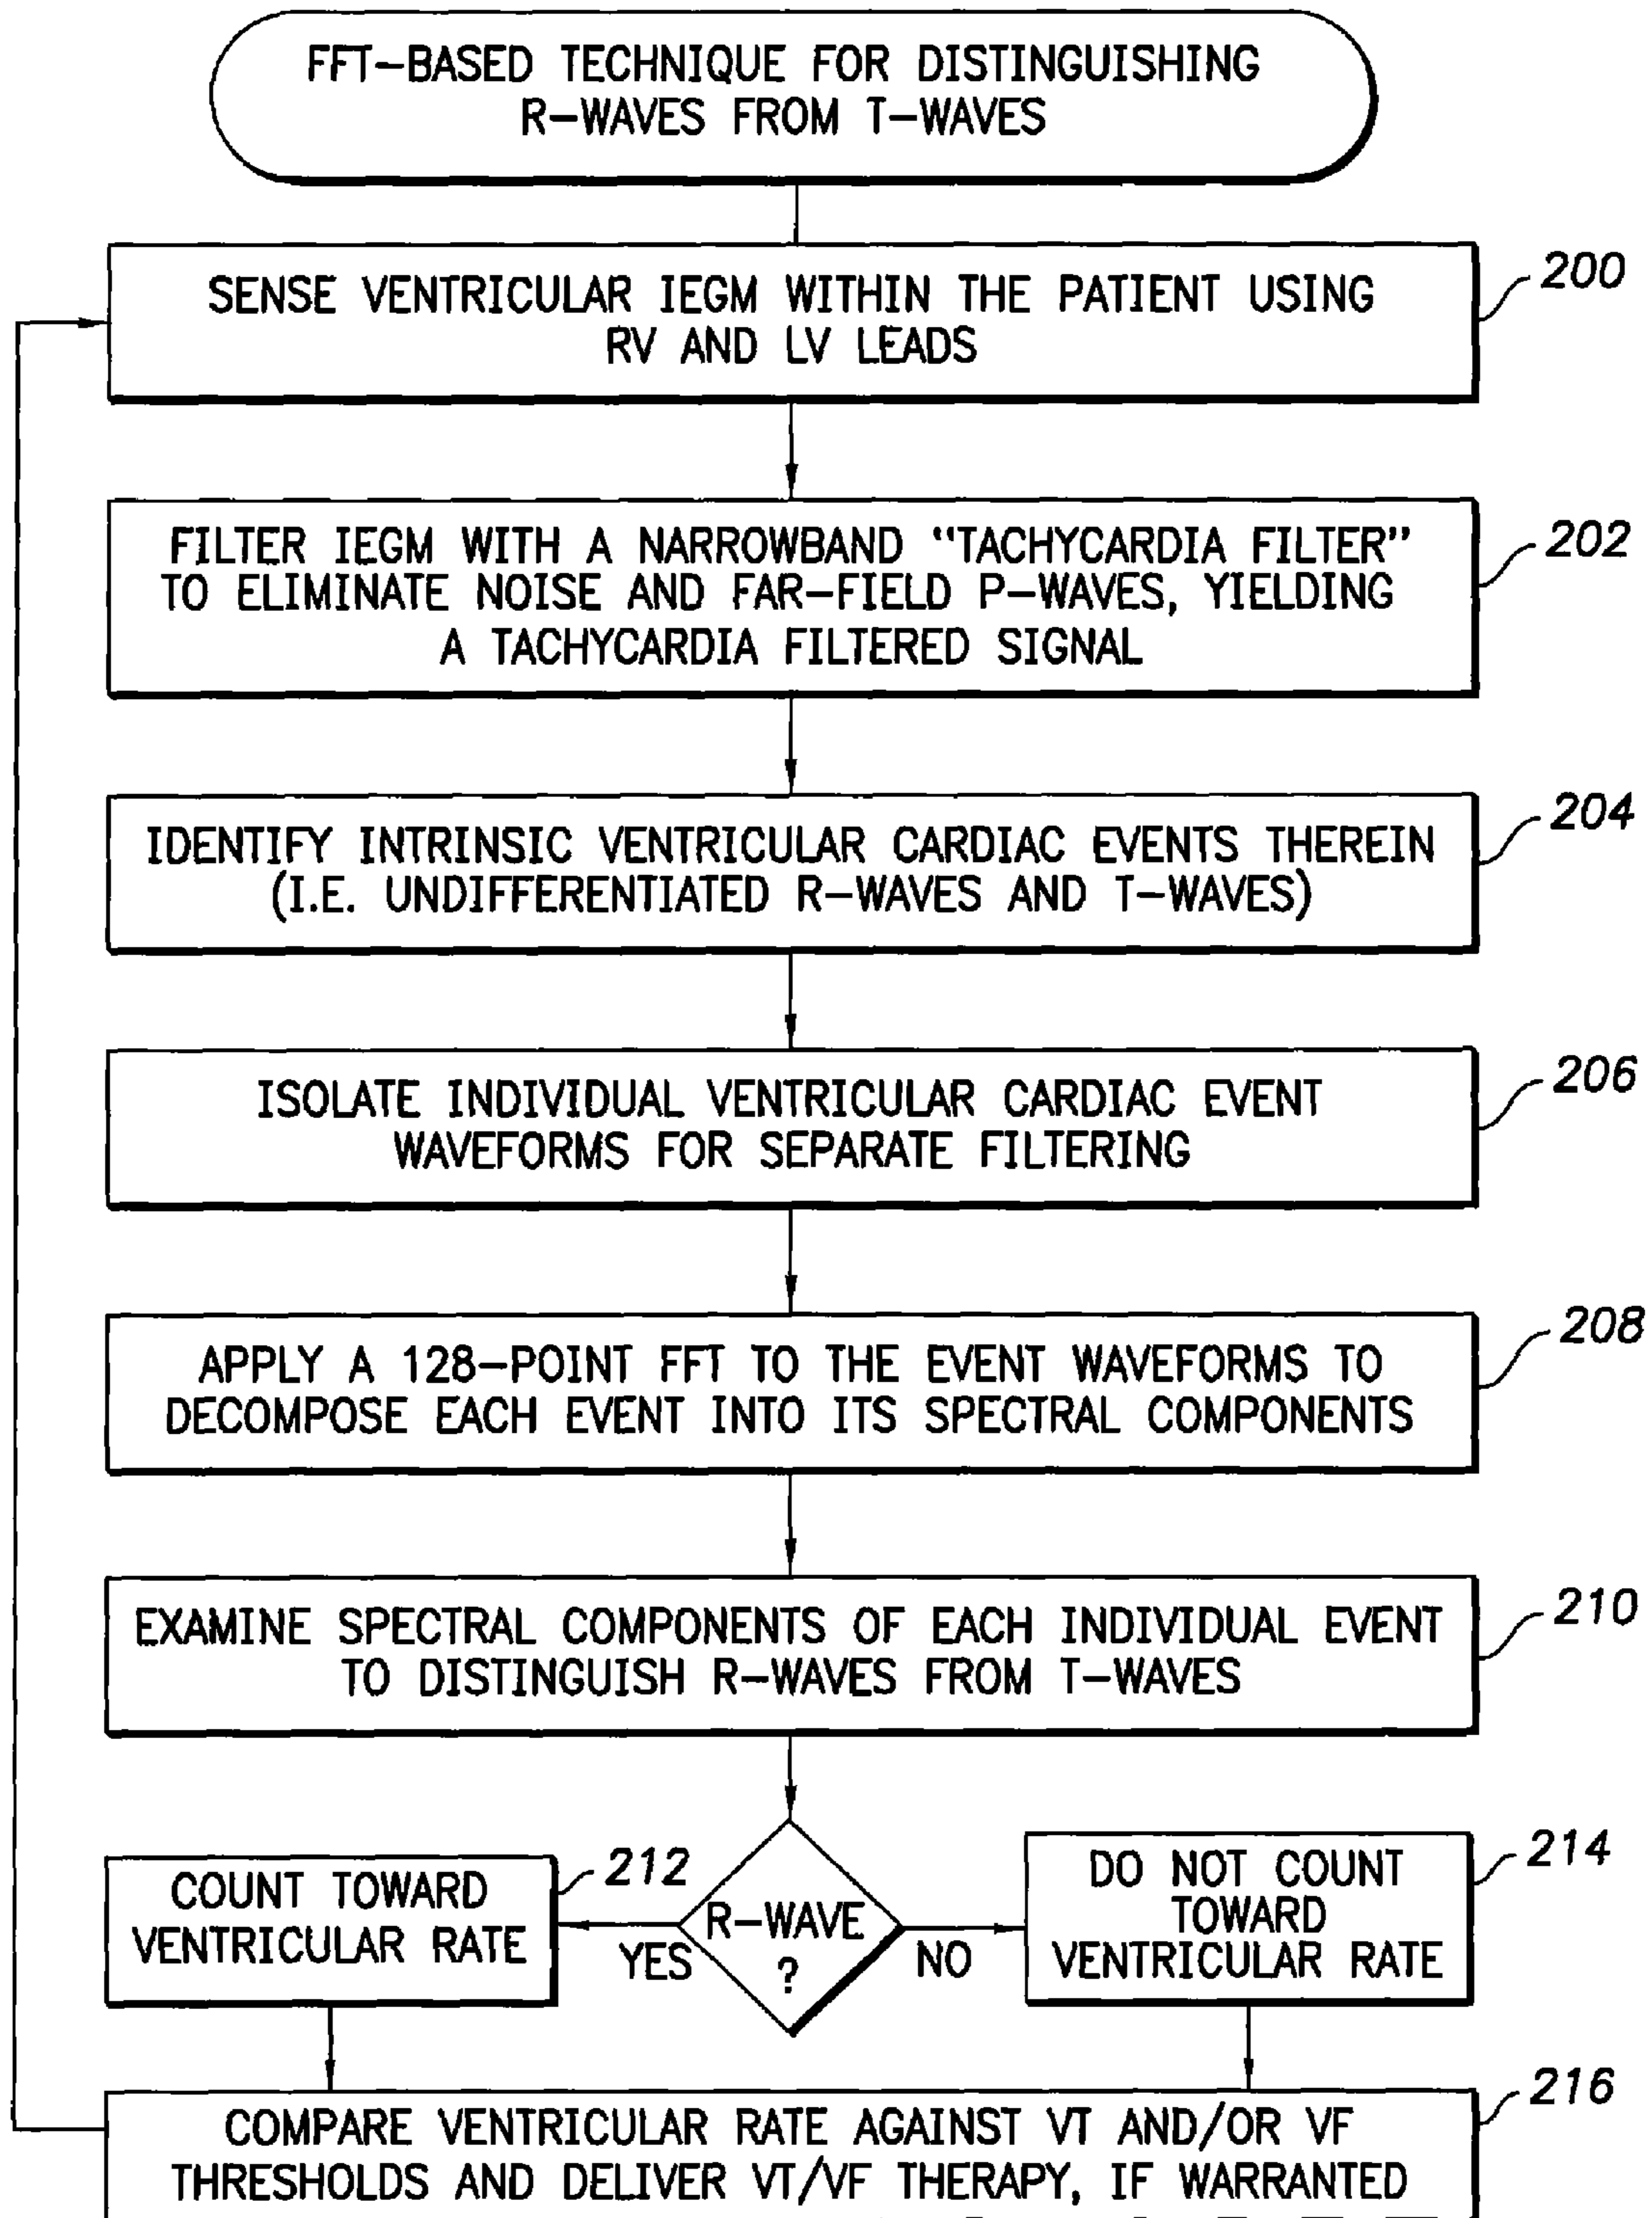 FFT-BASED TECHNIQUE FOR DISTINGUISHING
R-WAVES FROM T-WAVES
200
SENSE VENTRICULAR IEGM WITHIN THE PATIENT USING
RV AND LV LEADS
202
FILTER IEGM WITH A NARROWBAND “TACHYCARDIA FILTER”
TO ELIMINATE NOISE AND FAR-FIELD P-WAVES, YIELDING
A TACHYCARDIA FILTERED SIGNAL
204
IDENTIFY INTRINSIC VENTRICULAR CARDIAC EVENTS THEREIN
(I.E. UNDIFFERENTIATED R-WAVES AND T-WAVES)
206
ISOLATE INDIVIDUAL VENTRICULAR CARDIAC EVENT
WAVEFORMS FOR SEPARATE FILTERING
208
APPLY A 128-POINT FFT TO THE EVENT WAVEFORMS TO
DECOMPOSE EACH EVENT INTO ITS SPECTRAL COMPONENTS
210
EXAMINE SPECTRAL COMPONENTS OF EACH INDIVIDUAL EVENT
TO DISTINGUISH R-WAVES FROM T-WAVES
212
COUNT TOWARD
VENTRICULAR RATE
R-WAVE
?
YES
NO
214
DO NOT COUNT
TOWARD
VENTRICULAR RATE
216
COMPARE VENTRICULAR RATE AGAINST VT AND/OR VF
THRESHOLDS AND DELIVER VT/VF THERAPY, IF WARRANTED